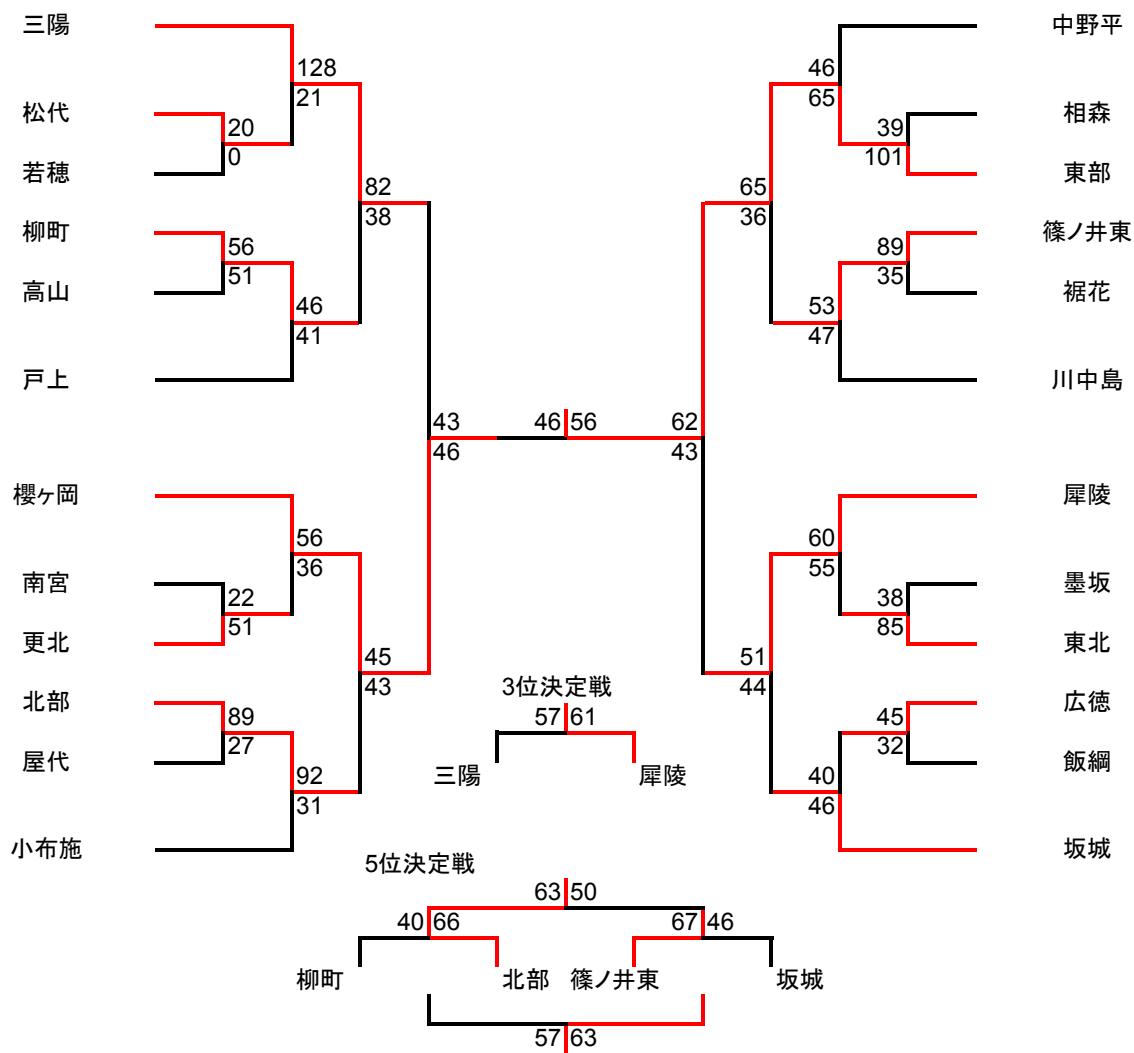 三陽 中野平
128 46
21 65
松代 相森
20 39
0 101
若穂 東部
82 65
38 36
柳町 篠ノ井東
56 89
51 35
高山 裾花
46 53
41 47
戸上 川中島
43 46 56 62
46 43
櫻ヶ岡 犀陵
56 60
36 55
南宮 墨坂
22 38
51 85
更北 東北
45 51
43 44
3位決定戦
北部 広徳
89 57 61 45
27 32
屋代 飯綱
三陽 犀陵
92 40
31 46
小布施 坂城
5位決定戦
63 50
40 66 67 46
柳町 北部 篠ノ井東 坂城
57 63